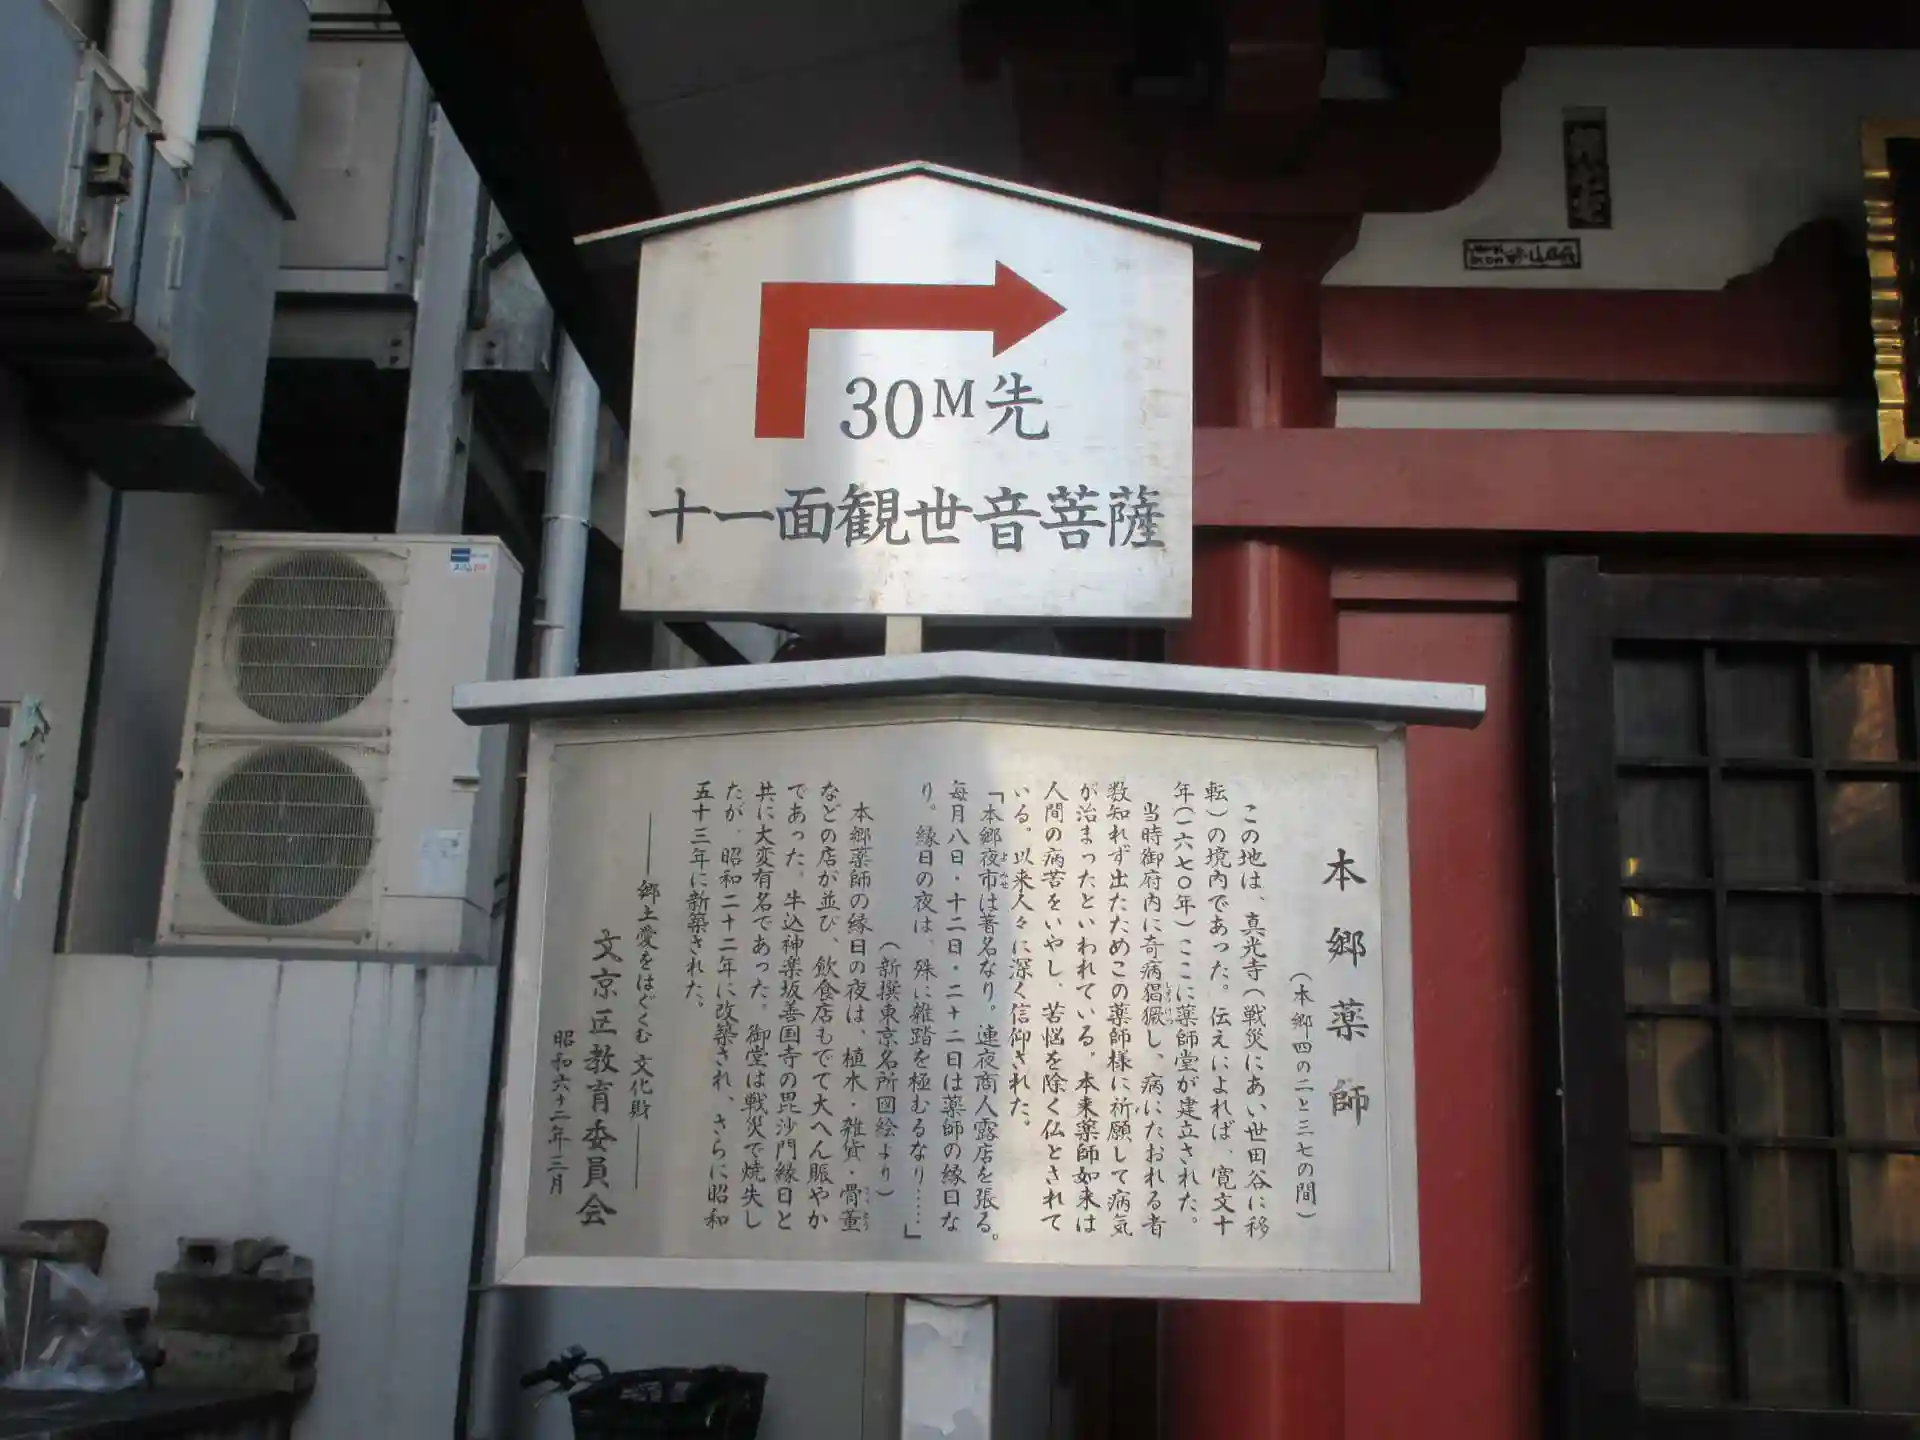 30M先
十一面観世音菩薩
本郷薬師
(本郷四の二と三七の間)
この地は、真光寺(戦災にあい世田谷に移
転)の境内であった。伝えによれば、寛文十
年(一六七〇年)ここに薬師堂が建立された。
当時御府内に奇病猖獗し、病にたおれる者
数知れず出たためこの薬師様に祈願して病気
が治まったといわれている。本来薬師如来は
人間の病苦をいやし、苦悩を除く仏とされて
いる。以来人々に深く信仰された。
「本郷夜市は著名なり。連夜商人露店を張る。
毎月八日・十二日・二十二日は薬師の縁日な
り。縁日の夜は、殊に雑踏を極むるなり……」
(新撰東京名所図絵より)
本郷薬師の縁日の夜は、植木・雑貨・骨董
などの店が並び、飲食店もでて大へん賑やか
であった。牛込神楽坂善国寺の毘沙門縁日と
共に大変有名であった。御堂は戦災で焼失し
たが、昭和二十二年に改築され、さらに昭和
五十三年に新築された。
――郷土愛をはぐくむ文化財――
文京区教育委員会
昭和六十二年三月